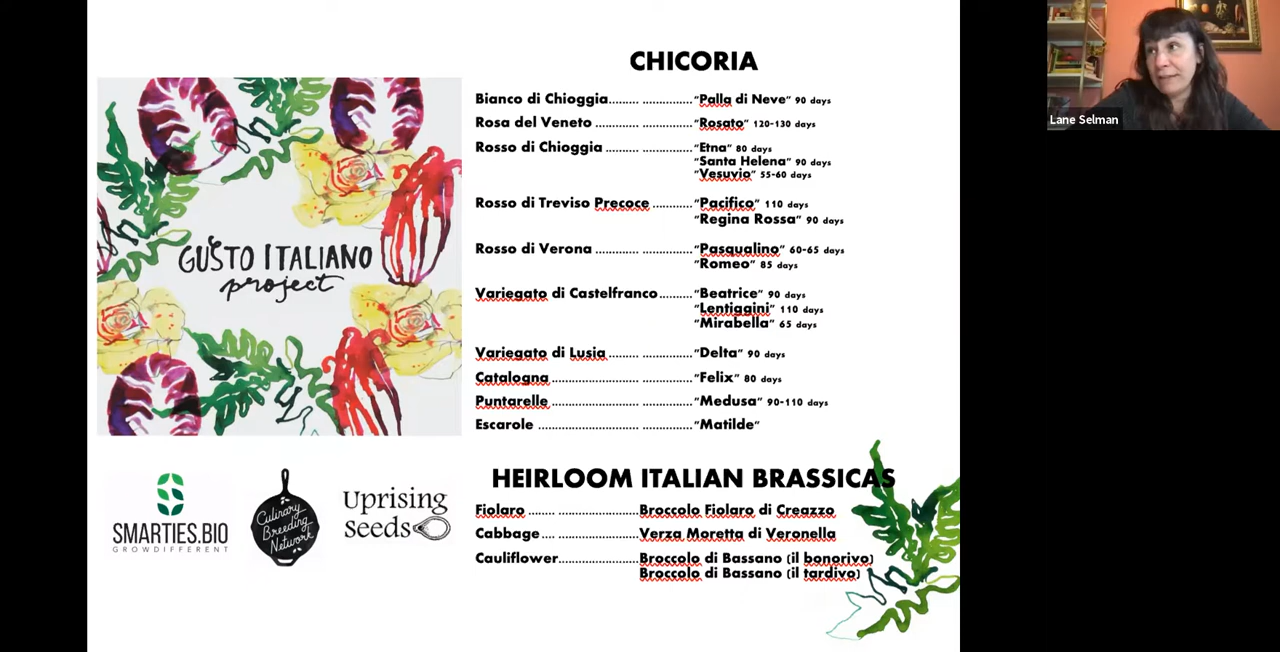 CHICORIA
Bianco di Chioggia......... ..............."Palla di Neve" 90 days
Rosa del Veneto ............. ..............."Rosato" 120-130 days
Rosso di Chioggia .......... ..............."Etna" 80 days
"Santa Helena" 90 days
"Vesuvio" 55-60 days
Rosso di Treviso Precoce ............"Pacifico" 110 days
"Regina Rossa" 90 days
Rosso di Verona ............. ..............."Pasqualino" 60-65 days
"Romeo" 85 days
Variegato di Castelfranco.........."Beatrice" 90 days
"Lentiggini" 110 days
"Mirabella" 65 days
Variegato di Lusia ......... ..............."Delta" 90 days
Catalogna .......................... ..............."Felix" 80 days
Puntarelle .......................... ..............."Medusa" 90-110 days
Escarole .............................. ..............."Matilde"
GUSTO ITALIANO
project
SMARTIES.BIO
GROWDIFFERENT
Culinary
Breeding
Network
Uprising
seeds
HEIRLOOM ITALIAN BRASSICAS
Fiolaro ........ .........................Broccolo Fiolaro di Creazzo
Cabbage .... .........................Verza Moretta di Veronella
Cauliflower.........................Broccolo di Bassano (il bonorivo)
Broccolo di Bassano (il tardivo)
Lane Selman